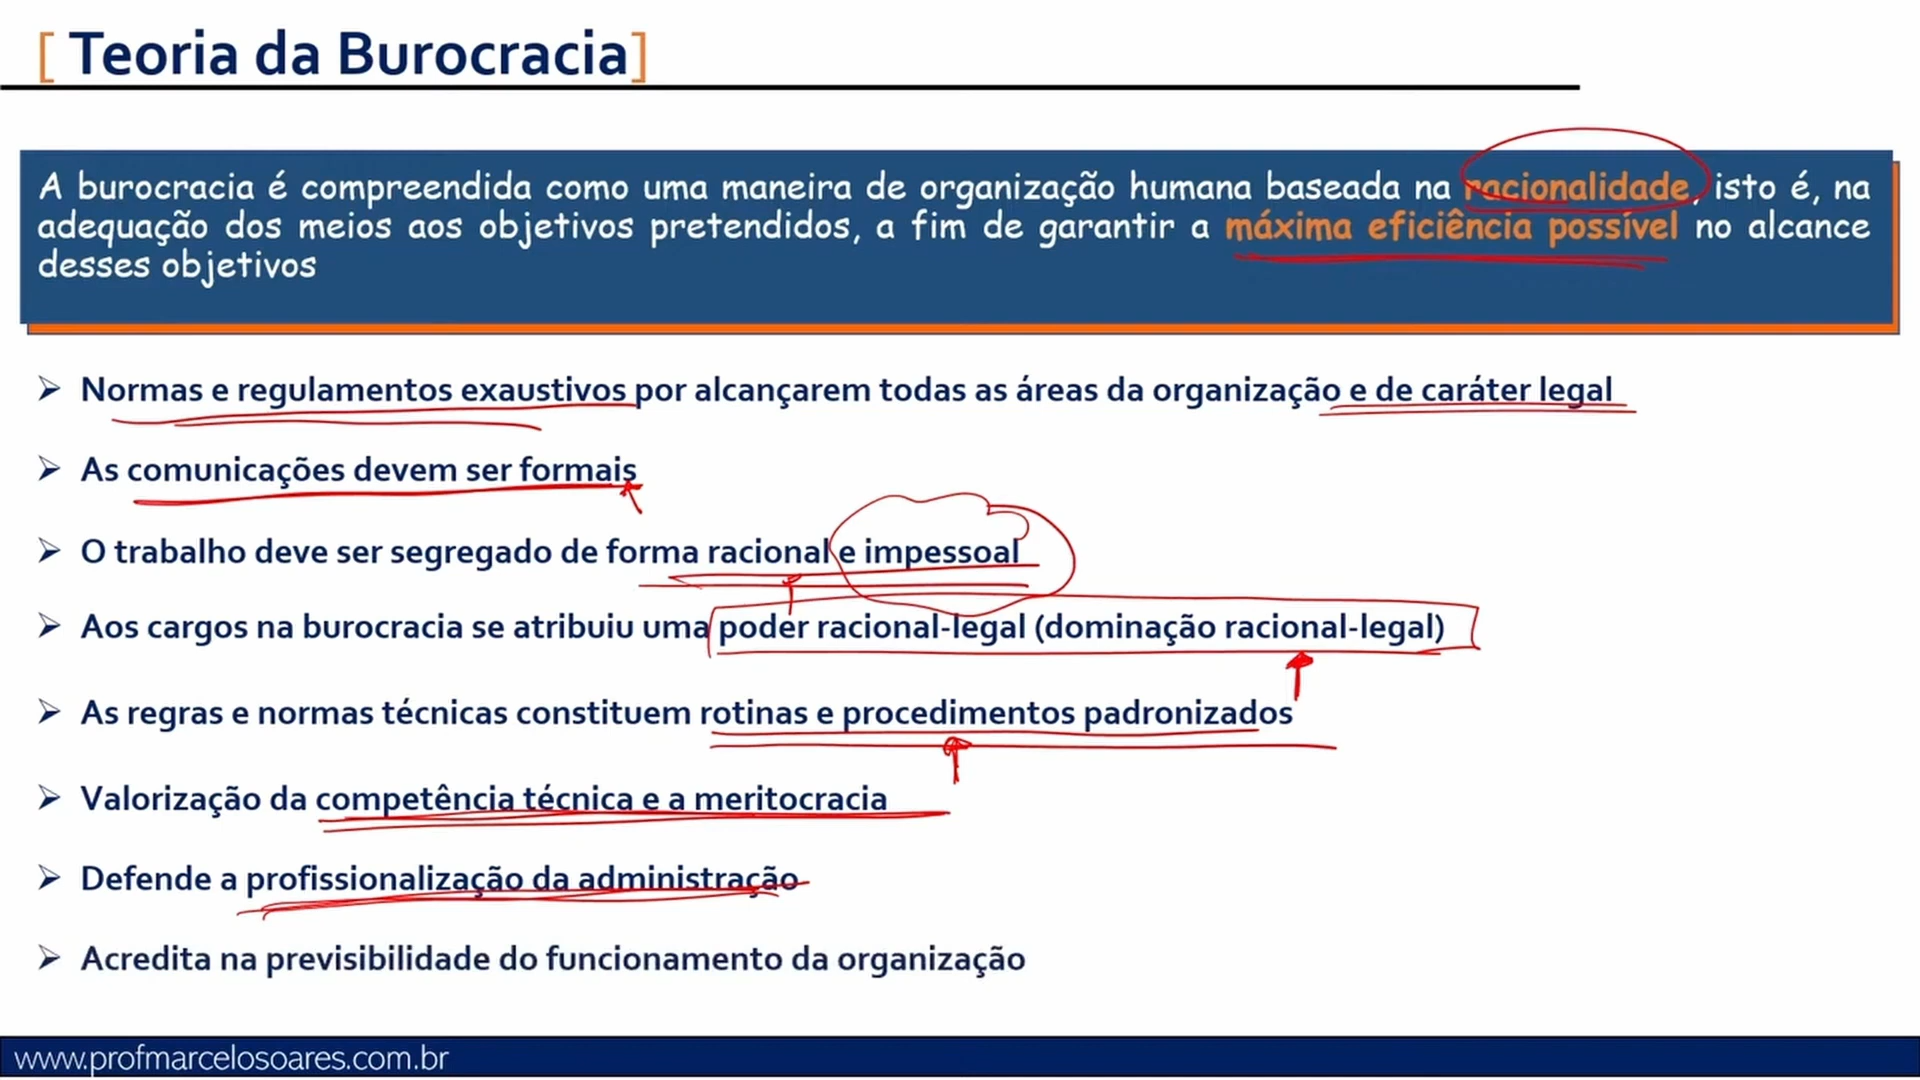 [ Teoria da Burocracia]
A burocracia é compreendida como uma maneira de organização humana baseada na racionalidade, isto é, na
adequação dos meios aos objetivos pretendidos, a fim de garantir a máxima eficiência possível no alcance
desses objetivos
➢ Normas e regulamentos exaustivos por alcançarem todas as áreas da organização e de caráter legal
➢ As comunicações devem ser formais
➢ O trabalho deve ser segregado de forma racional e impessoal
➢ Aos cargos na burocracia se atribuiu uma poder racional-legal (dominação racional-legal)
➢ As regras e normas técnicas constituem rotinas e procedimentos padronizados
➢ Valorização da competência técnica e a meritocracia
➢ Defende a profissionalização da administração
➢ Acredita na previsibilidade do funcionamento da organização
www.profmarcelosoares.com.br